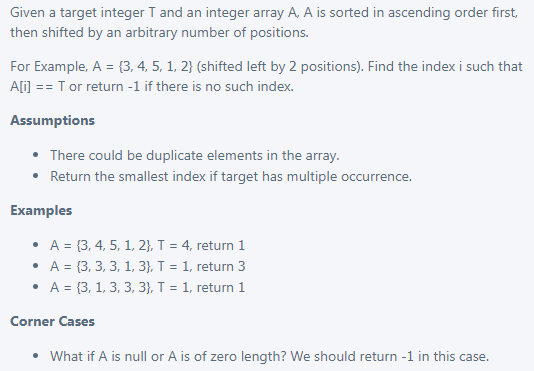 Given a target integer T and an integer array A, A is sorted in ascending order first,
then shifted by an arbitrary number of positions.
For Example, A = {3, 4, 5, 1, 2} (shifted left by 2 positions). Find the index i such that
A[i] == T or return -1 if there is no such index.
Assumptions
• There could be duplicate elements in the array.
• Return the smallest index if target has multiple occurrence.
Examples
• A = {3, 4, 5, 1, 2}, T = 4, return 1
• A = {3, 3, 3, 1, 3}, T = 1, return 3
• A = {3, 1, 3, 3, 3}, T = 1, return 1
Corner Cases
• What if A is null or A is of zero length? We should return -1 in this case.